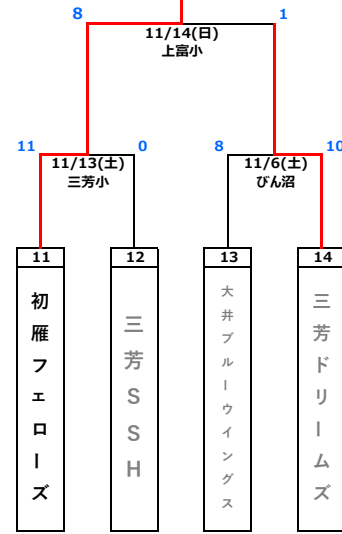 8
1
11/14(日)
上富小
11
0
8
10
11/13(土)
三芳小
11/6(土)
びん沼
11
12
13
14
初雁フェローズ
三芳SSH
大井ブルーウイングス
三芳ドリームズ